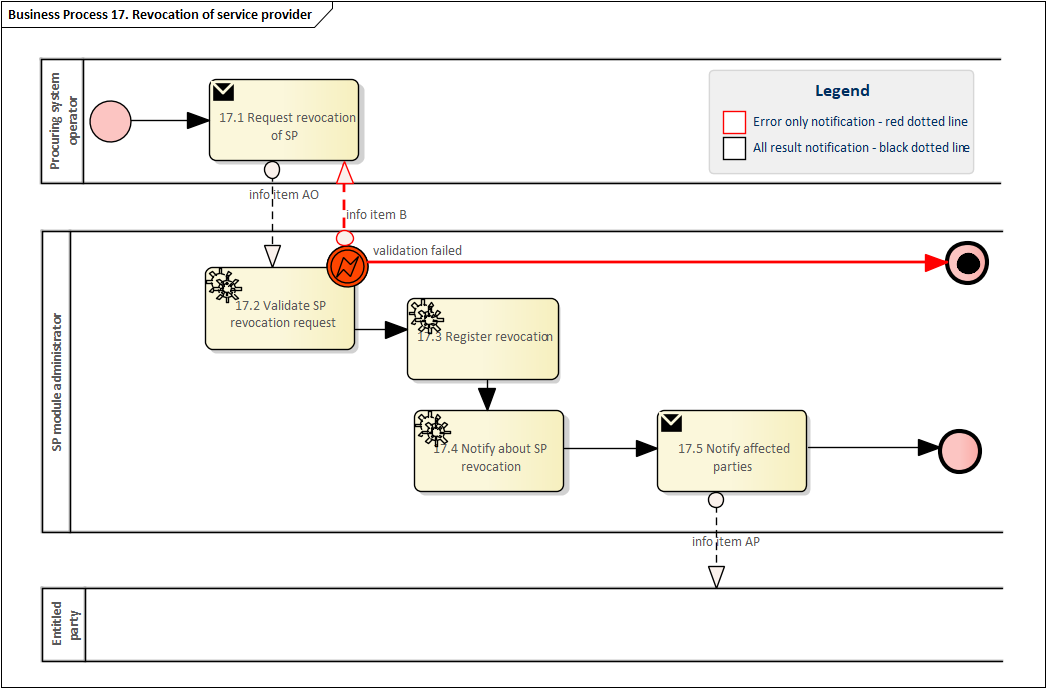 Business Process 17. Revocation of service provider
Procuring system
operator
17.1 Request revocation
of SP
Legend
Error only notification - red dotted line
All result notification - black dotted line
info item AO
info item B
SP module administrator
validation failed
17.2 Validate SP
revocation request
17.3 Register revocation
17.4 Notify about SP
revocation
17.5 Notify affected
parties
info item AP
Entitled
party